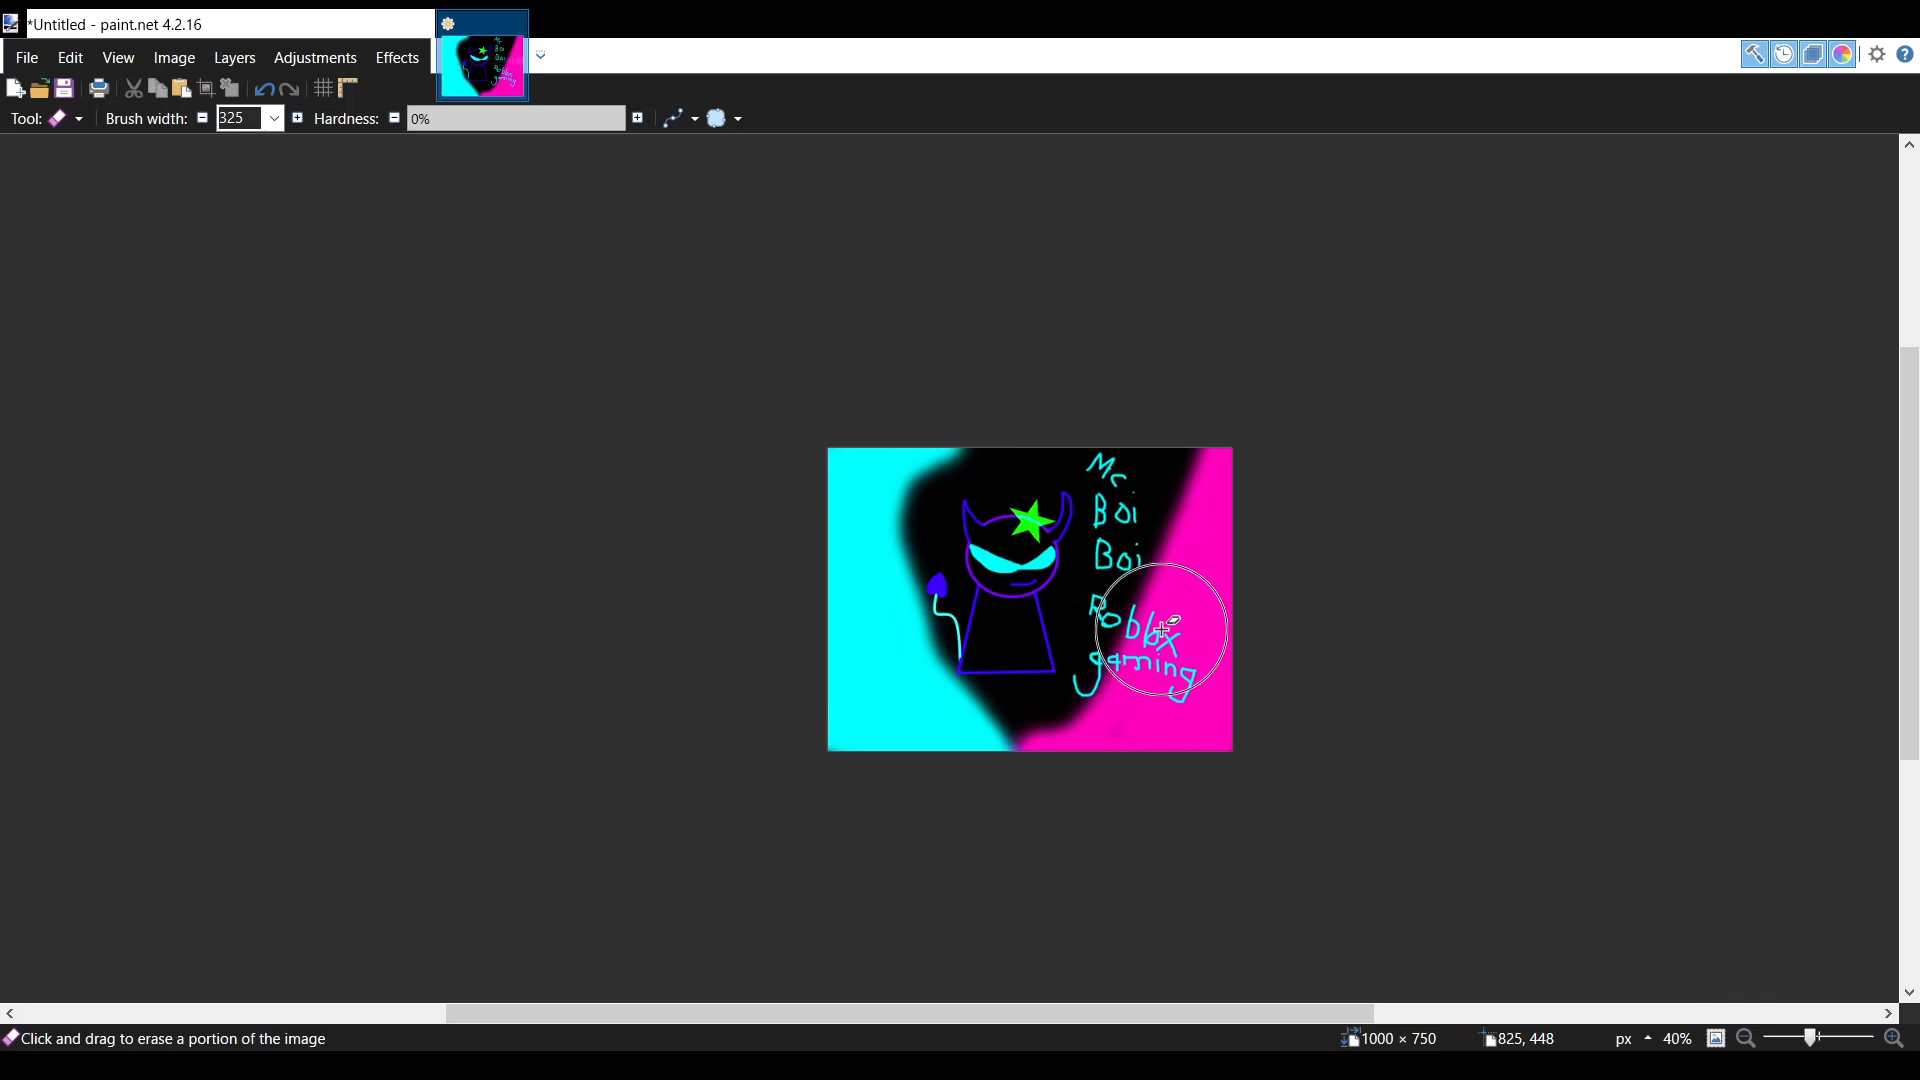 *Untitled - paint.net 4.2.16
File Edit View Image Layers Adjustments Effects
Tool: Brush width: 325 Hardness: 0%
Mc
Boi
Boi
Roblox
gaming
Click and drag to erase a portion of the image 1000 × 750 825, 448 px 40%